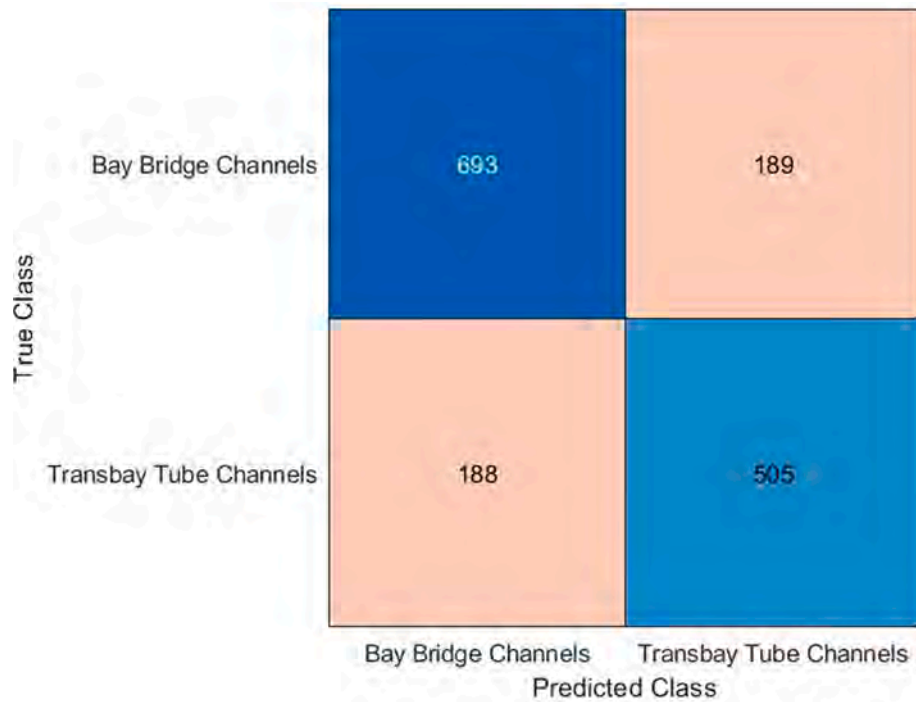 Bay Bridge Channels
693
189
True Class
Transbay Tube Channels
188
505
Bay Bridge Channels
Transbay Tube Channels
Predicted Class